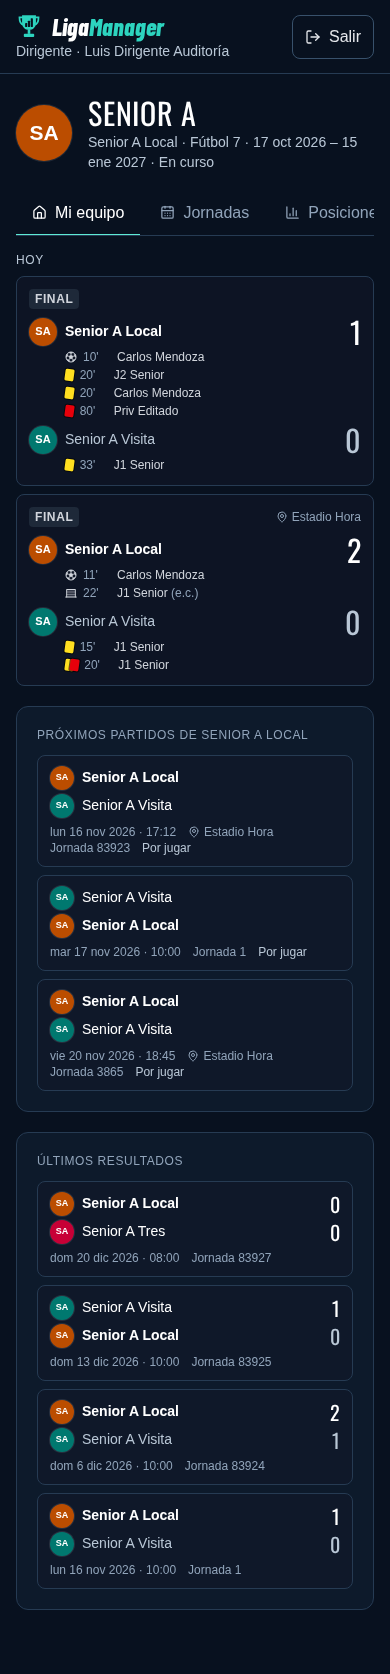 LigaManager
Dirigente · Luis Dirigente Auditoría
Salir
SA
SENIOR A
Senior A Local · Fútbol 7 · 17 oct 2026 – 15
ene 2027 · En curso
Mi equipo
Jornadas
Posicione
HOY
FINAL
SA Senior A Local 1
10' Carlos Mendoza
20' J2 Senior
20' Carlos Mendoza
80' Priv Editado
SA Senior A Visita 0
33' J1 Senior
FINAL Estadio Hora
SA Senior A Local 2
11' Carlos Mendoza
22' J1 Senior (e.c.)
SA Senior A Visita 0
15' J1 Senior
20' J1 Senior
PRÓXIMOS PARTIDOS DE SENIOR A LOCAL
SA Senior A Local
SA Senior A Visita
lun 16 nov 2026 · 17:12 Estadio Hora
Jornada 83923 Por jugar
SA Senior A Visita
SA Senior A Local
mar 17 nov 2026 · 10:00 Jornada 1 Por jugar
SA Senior A Local
SA Senior A Visita
vie 20 nov 2026 · 18:45 Estadio Hora
Jornada 3865 Por jugar
ÚLTIMOS RESULTADOS
SA Senior A Local 0
SA Senior A Tres 0
dom 20 dic 2026 · 08:00 Jornada 83927
SA Senior A Visita 1
SA Senior A Local 0
dom 13 dic 2026 · 10:00 Jornada 83925
SA Senior A Local 2
SA Senior A Visita 1
dom 6 dic 2026 · 10:00 Jornada 83924
SA Senior A Local 1
SA Senior A Visita 0
lun 16 nov 2026 · 10:00 Jornada 1